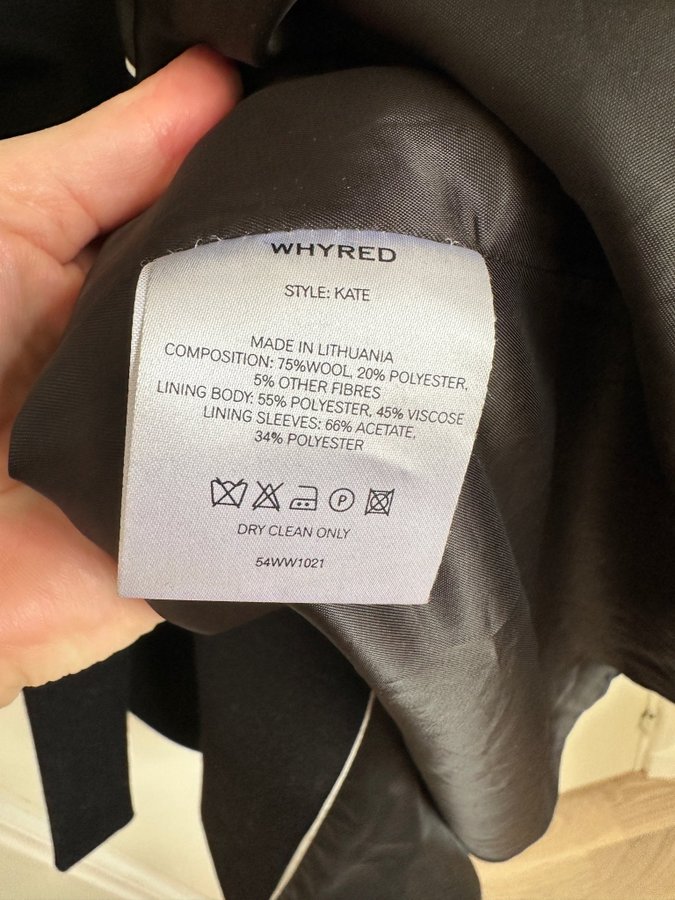 WHYRED
STYLE: KATE
MADE IN LITHUANIA
COMPOSITION: 75%WOOL, 20% POLYESTER,
5% OTHER FIBRES
LINING BODY: 55% POLYESTER, 45% VISCOSE
LINING SLEEVES: 66% ACETATE,
34% POLYESTER
P
DRY CLEAN ONLY
54WW1021